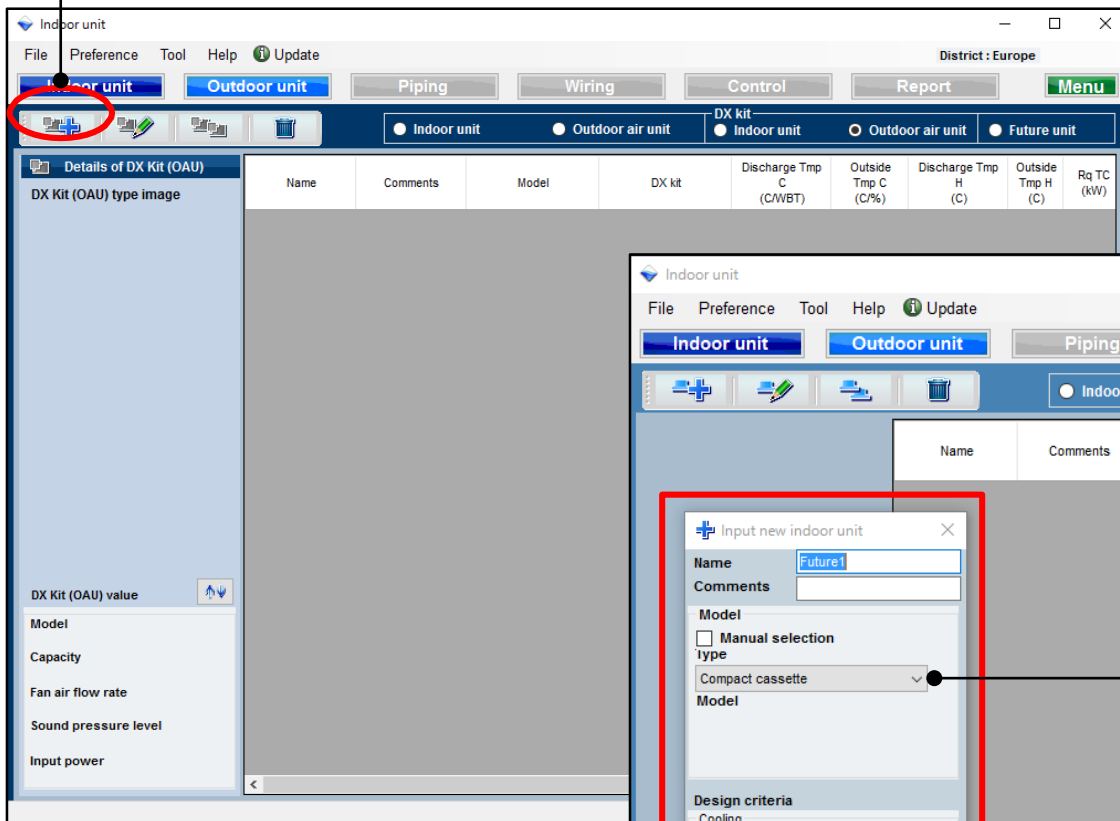 Indoor unit
File Preference Tool Help Update
District : Europe
Indoor unit Outdoor unit Piping Wiring Control Report Menu
Indoor unit Outdoor air unit
DX kit
Indoor unit Outdoor air unit Future unit
Details of DX Kit (OAU)
DX Kit (OAU) type image
Name Comments Model DX kit
Discharge Tmp C (C/WBT)
Outside Tmp C (C/%)
Discharge Tmp H (C)
Outside Tmp H (C)
Rq TC (kW)
DX Kit (OAU) value
Model
Capacity
Fan air flow rate
Sound pressure level
Input power
Indoor unit
File Preference Tool Help Update
Indoor unit Outdoor unit Piping
Indoo
Name Comments
Input new indoor unit
Name Future1
Comments
Model
Manual selection
Type
Compact cassette
Model
Design criteria
Cooling